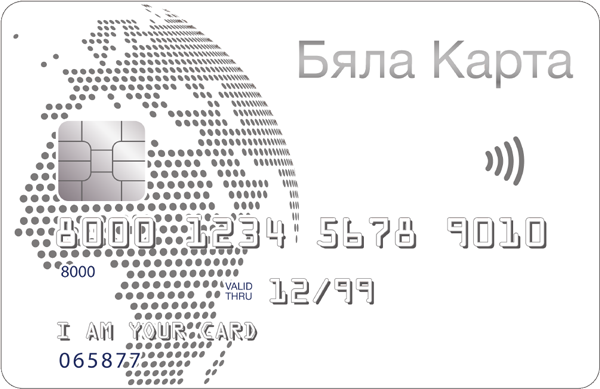 Бяла Карта
8000 1234 5678 9010
8000
VALID
THRU
12/99
I AM YOUR CARD
065877